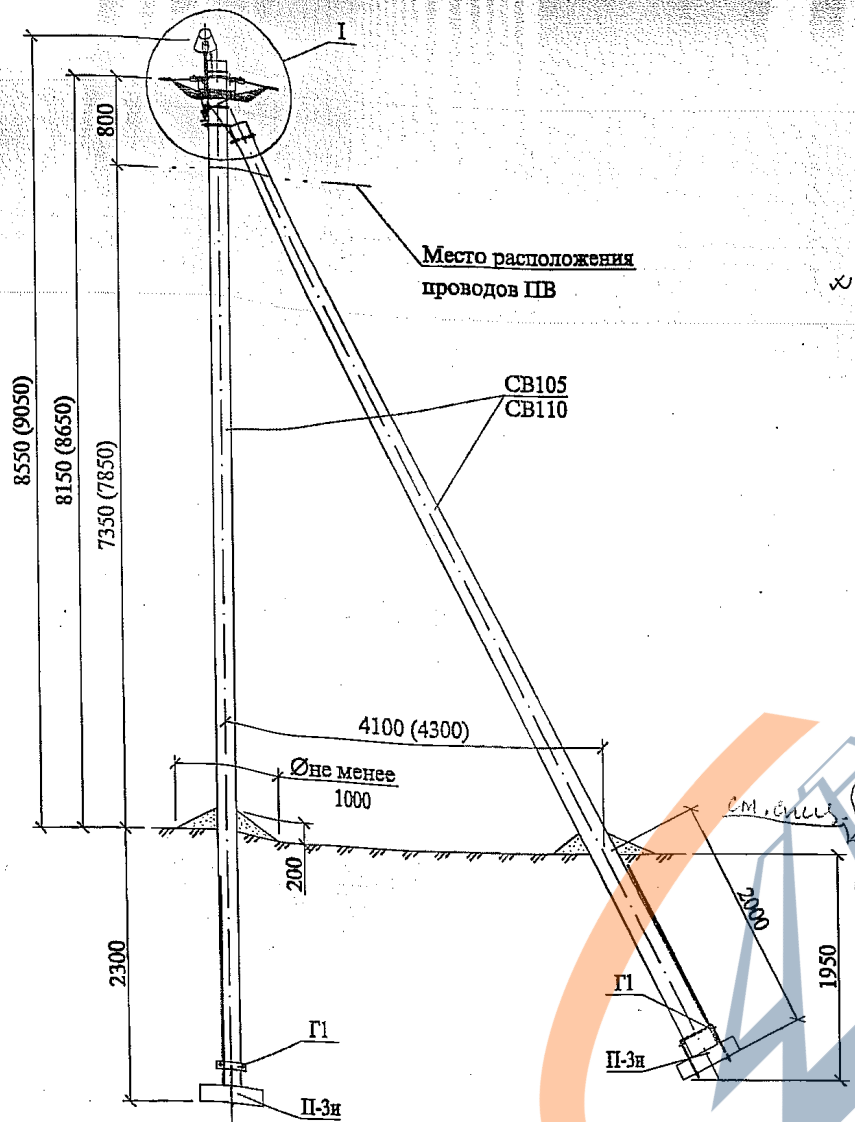 I
800
Место расположения
проводов ПВ
СВ105
СВ110
8550 (9050)
8150 (8650)
7350 (7850)
4100 (4300)
Øне менее
1000
см.
200
2000
2300
1950
Г1
Г1
П-3и
П-3и